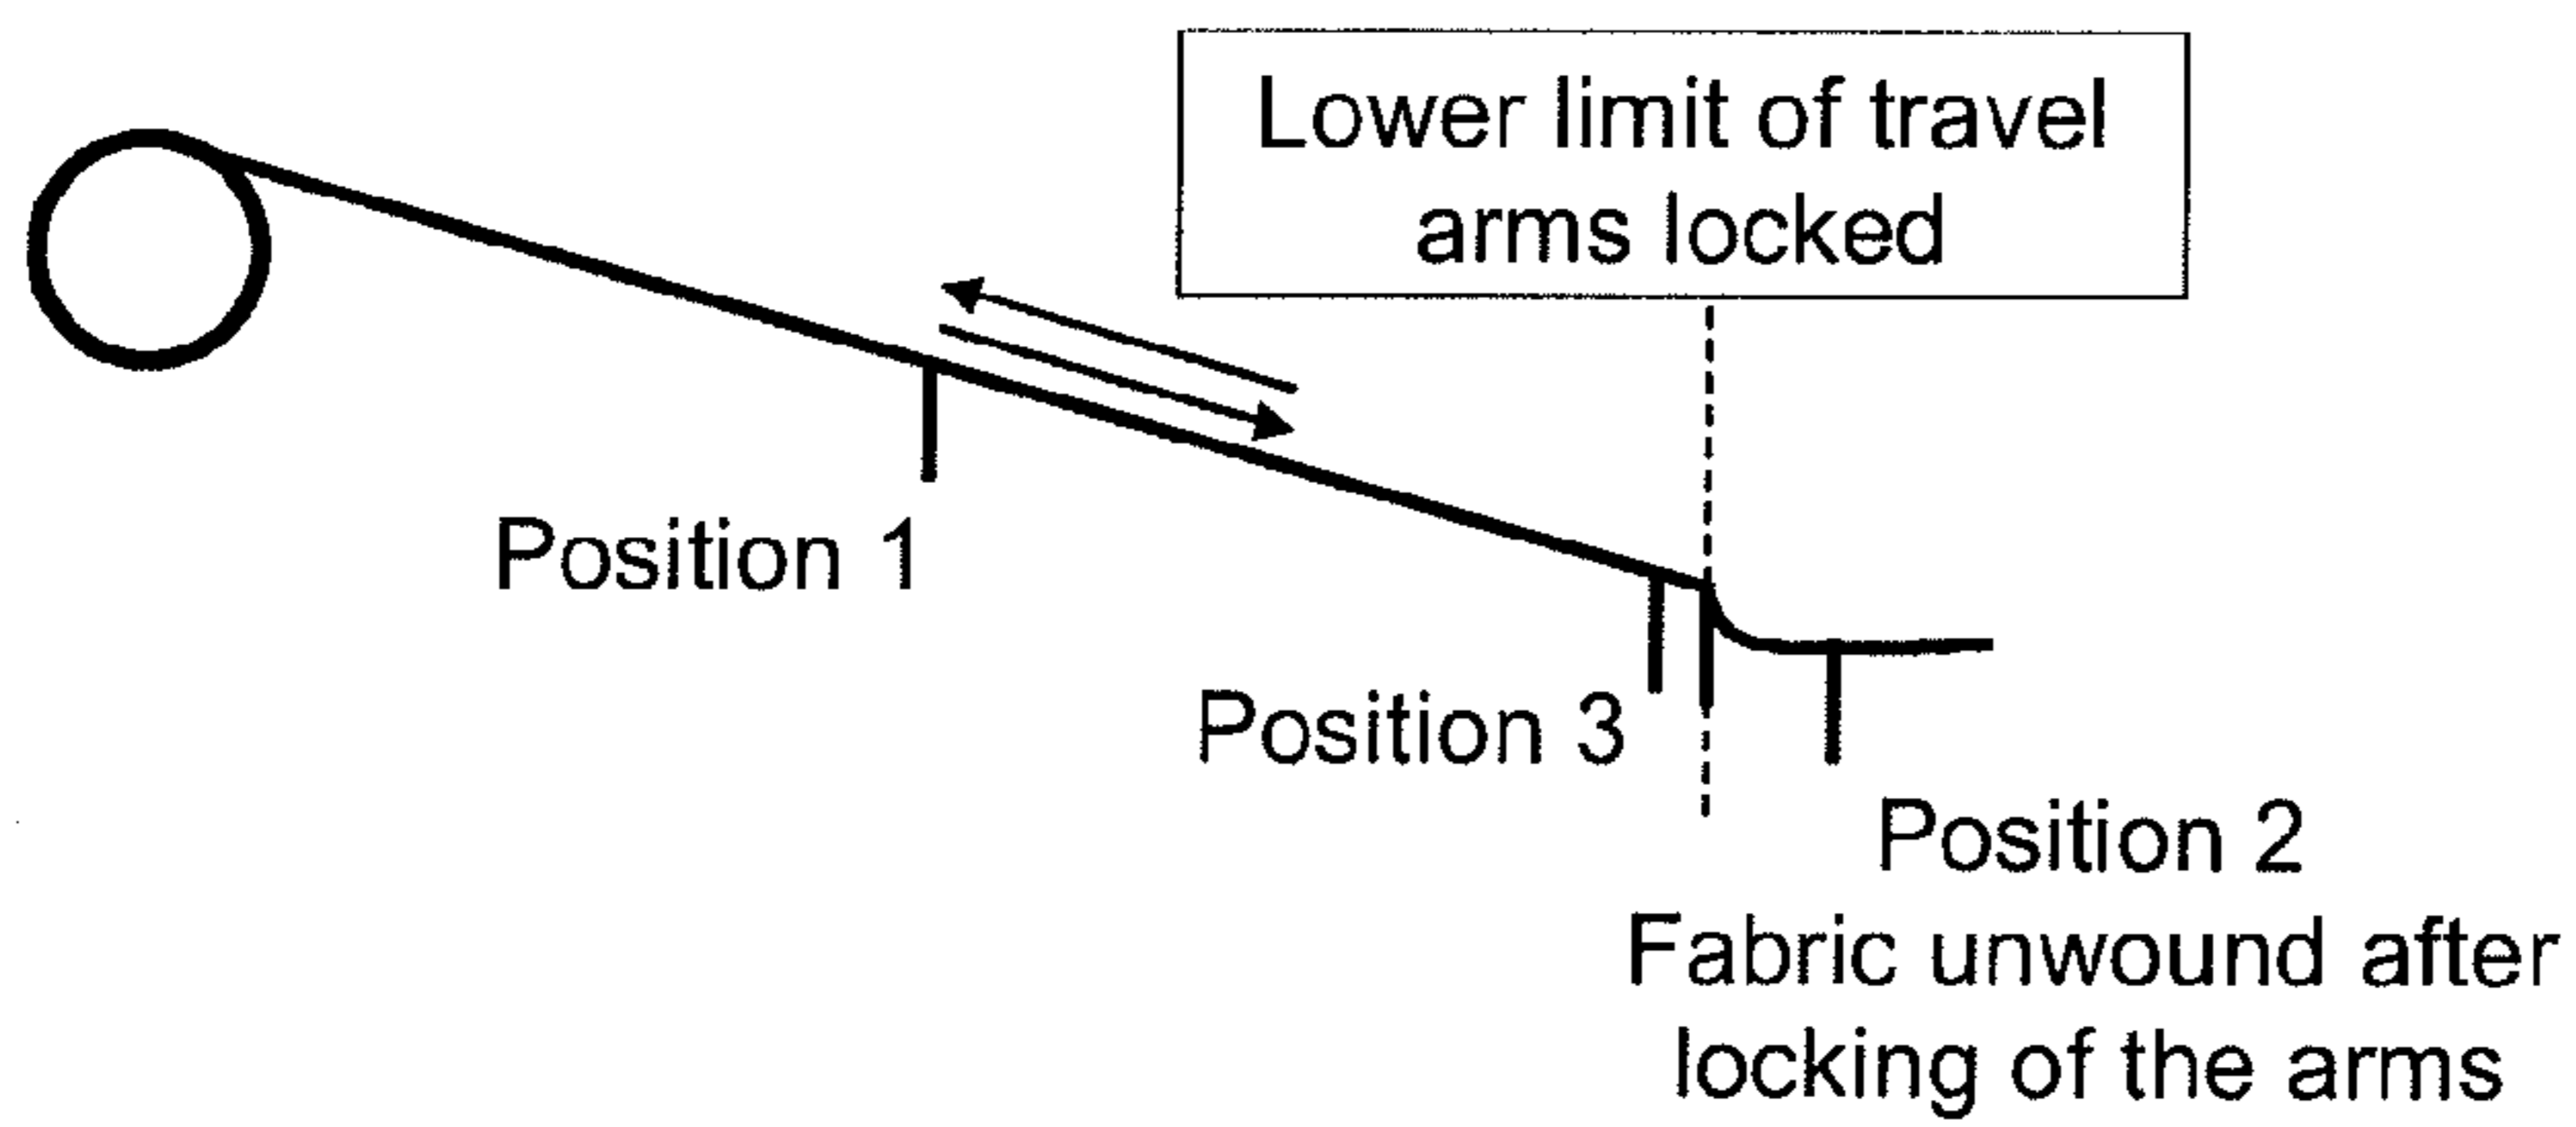 Lower limit of travel
arms locked
Position 1
Position 3
Position 2
Fabric unwound after
locking of the arms